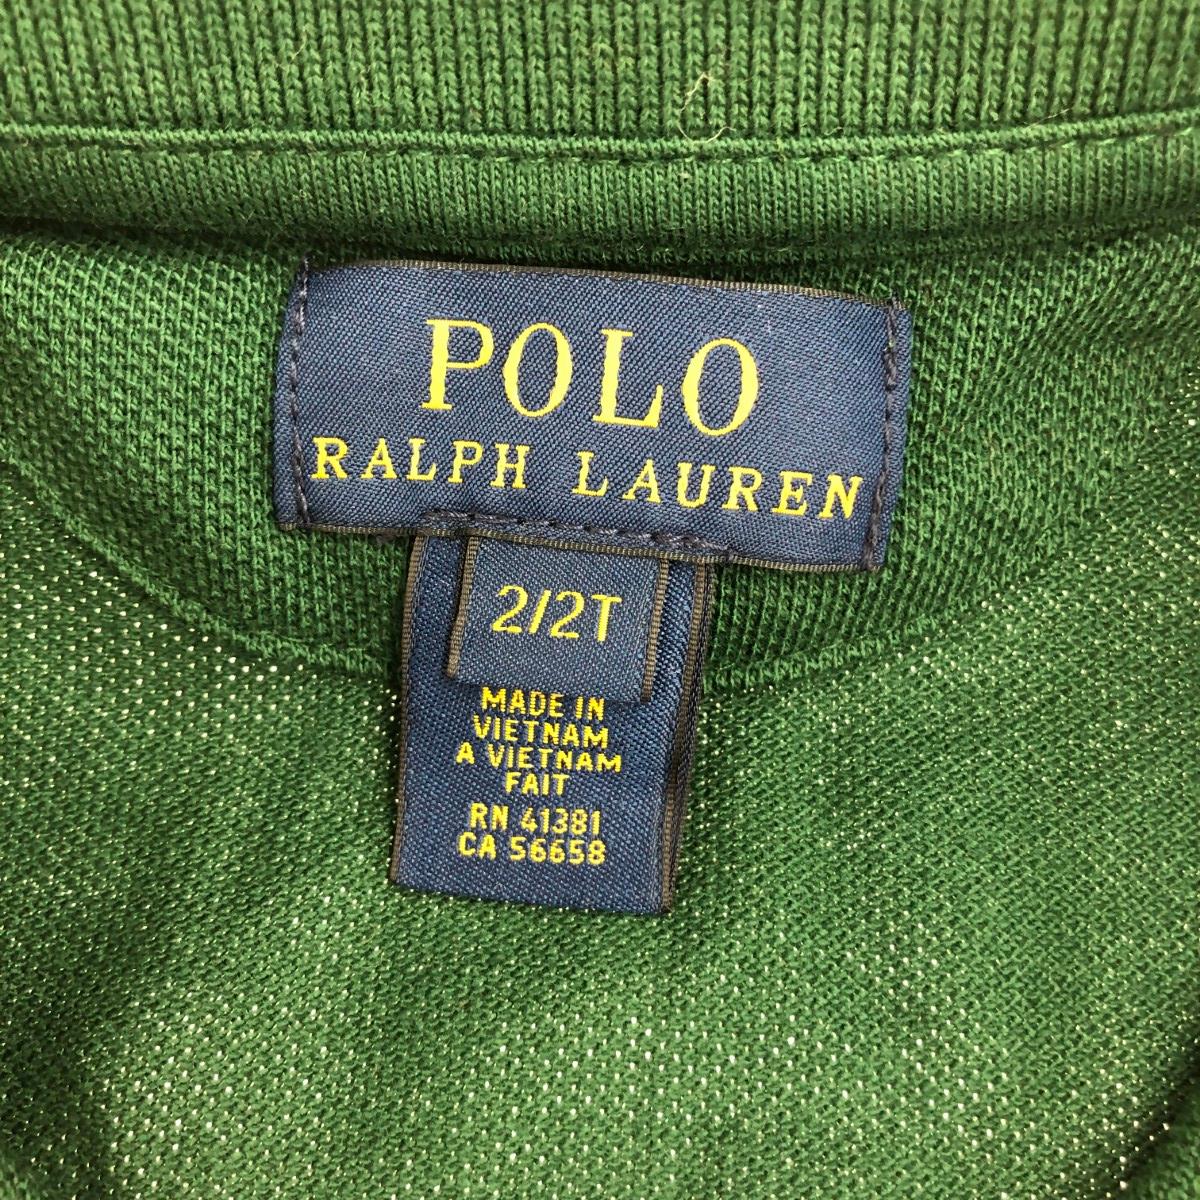 POLO
RALPH LAUREN
2/2T
MADE IN
VIETNAM
A VIETNAM
FAIT
RN 41381
CA 56658